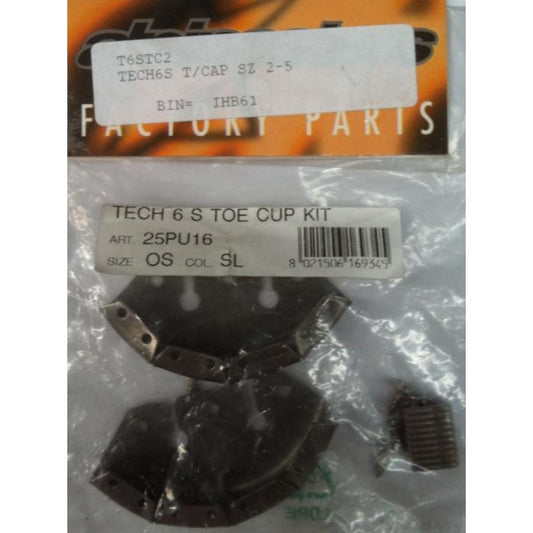 alpinestars
T6STC2
TECH6S T/CAP SZ 2-5
BIN= IHB61
FACTORY PARTS
TECH 6 S TOE CUP KIT
ART. 25PU16
SIZE OS COL. SL
8 021506 169345